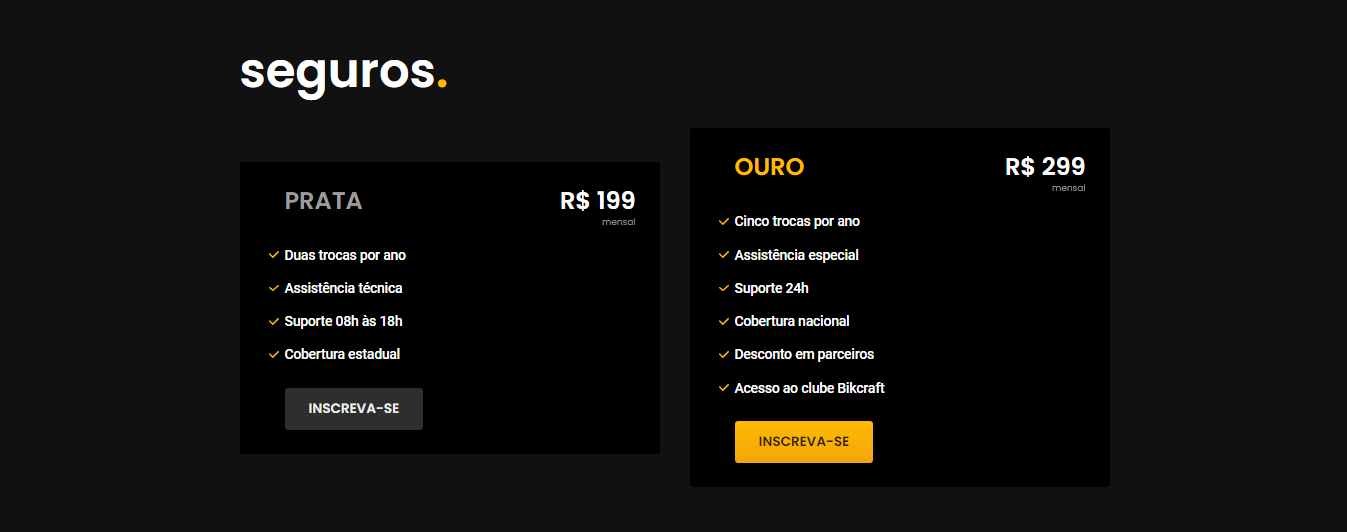 seguros.
PRATA
R$ 199
mensal
Duas trocas por ano
Assistência técnica
Suporte 08h às 18h
Cobertura estadual
INSCREVA-SE
OURO
R$ 299
mensal
Cinco trocas por ano
Assistência especial
Suporte 24h
Cobertura nacional
Desconto em parceiros
Acesso ao clube Bikcraft
INSCREVA-SE